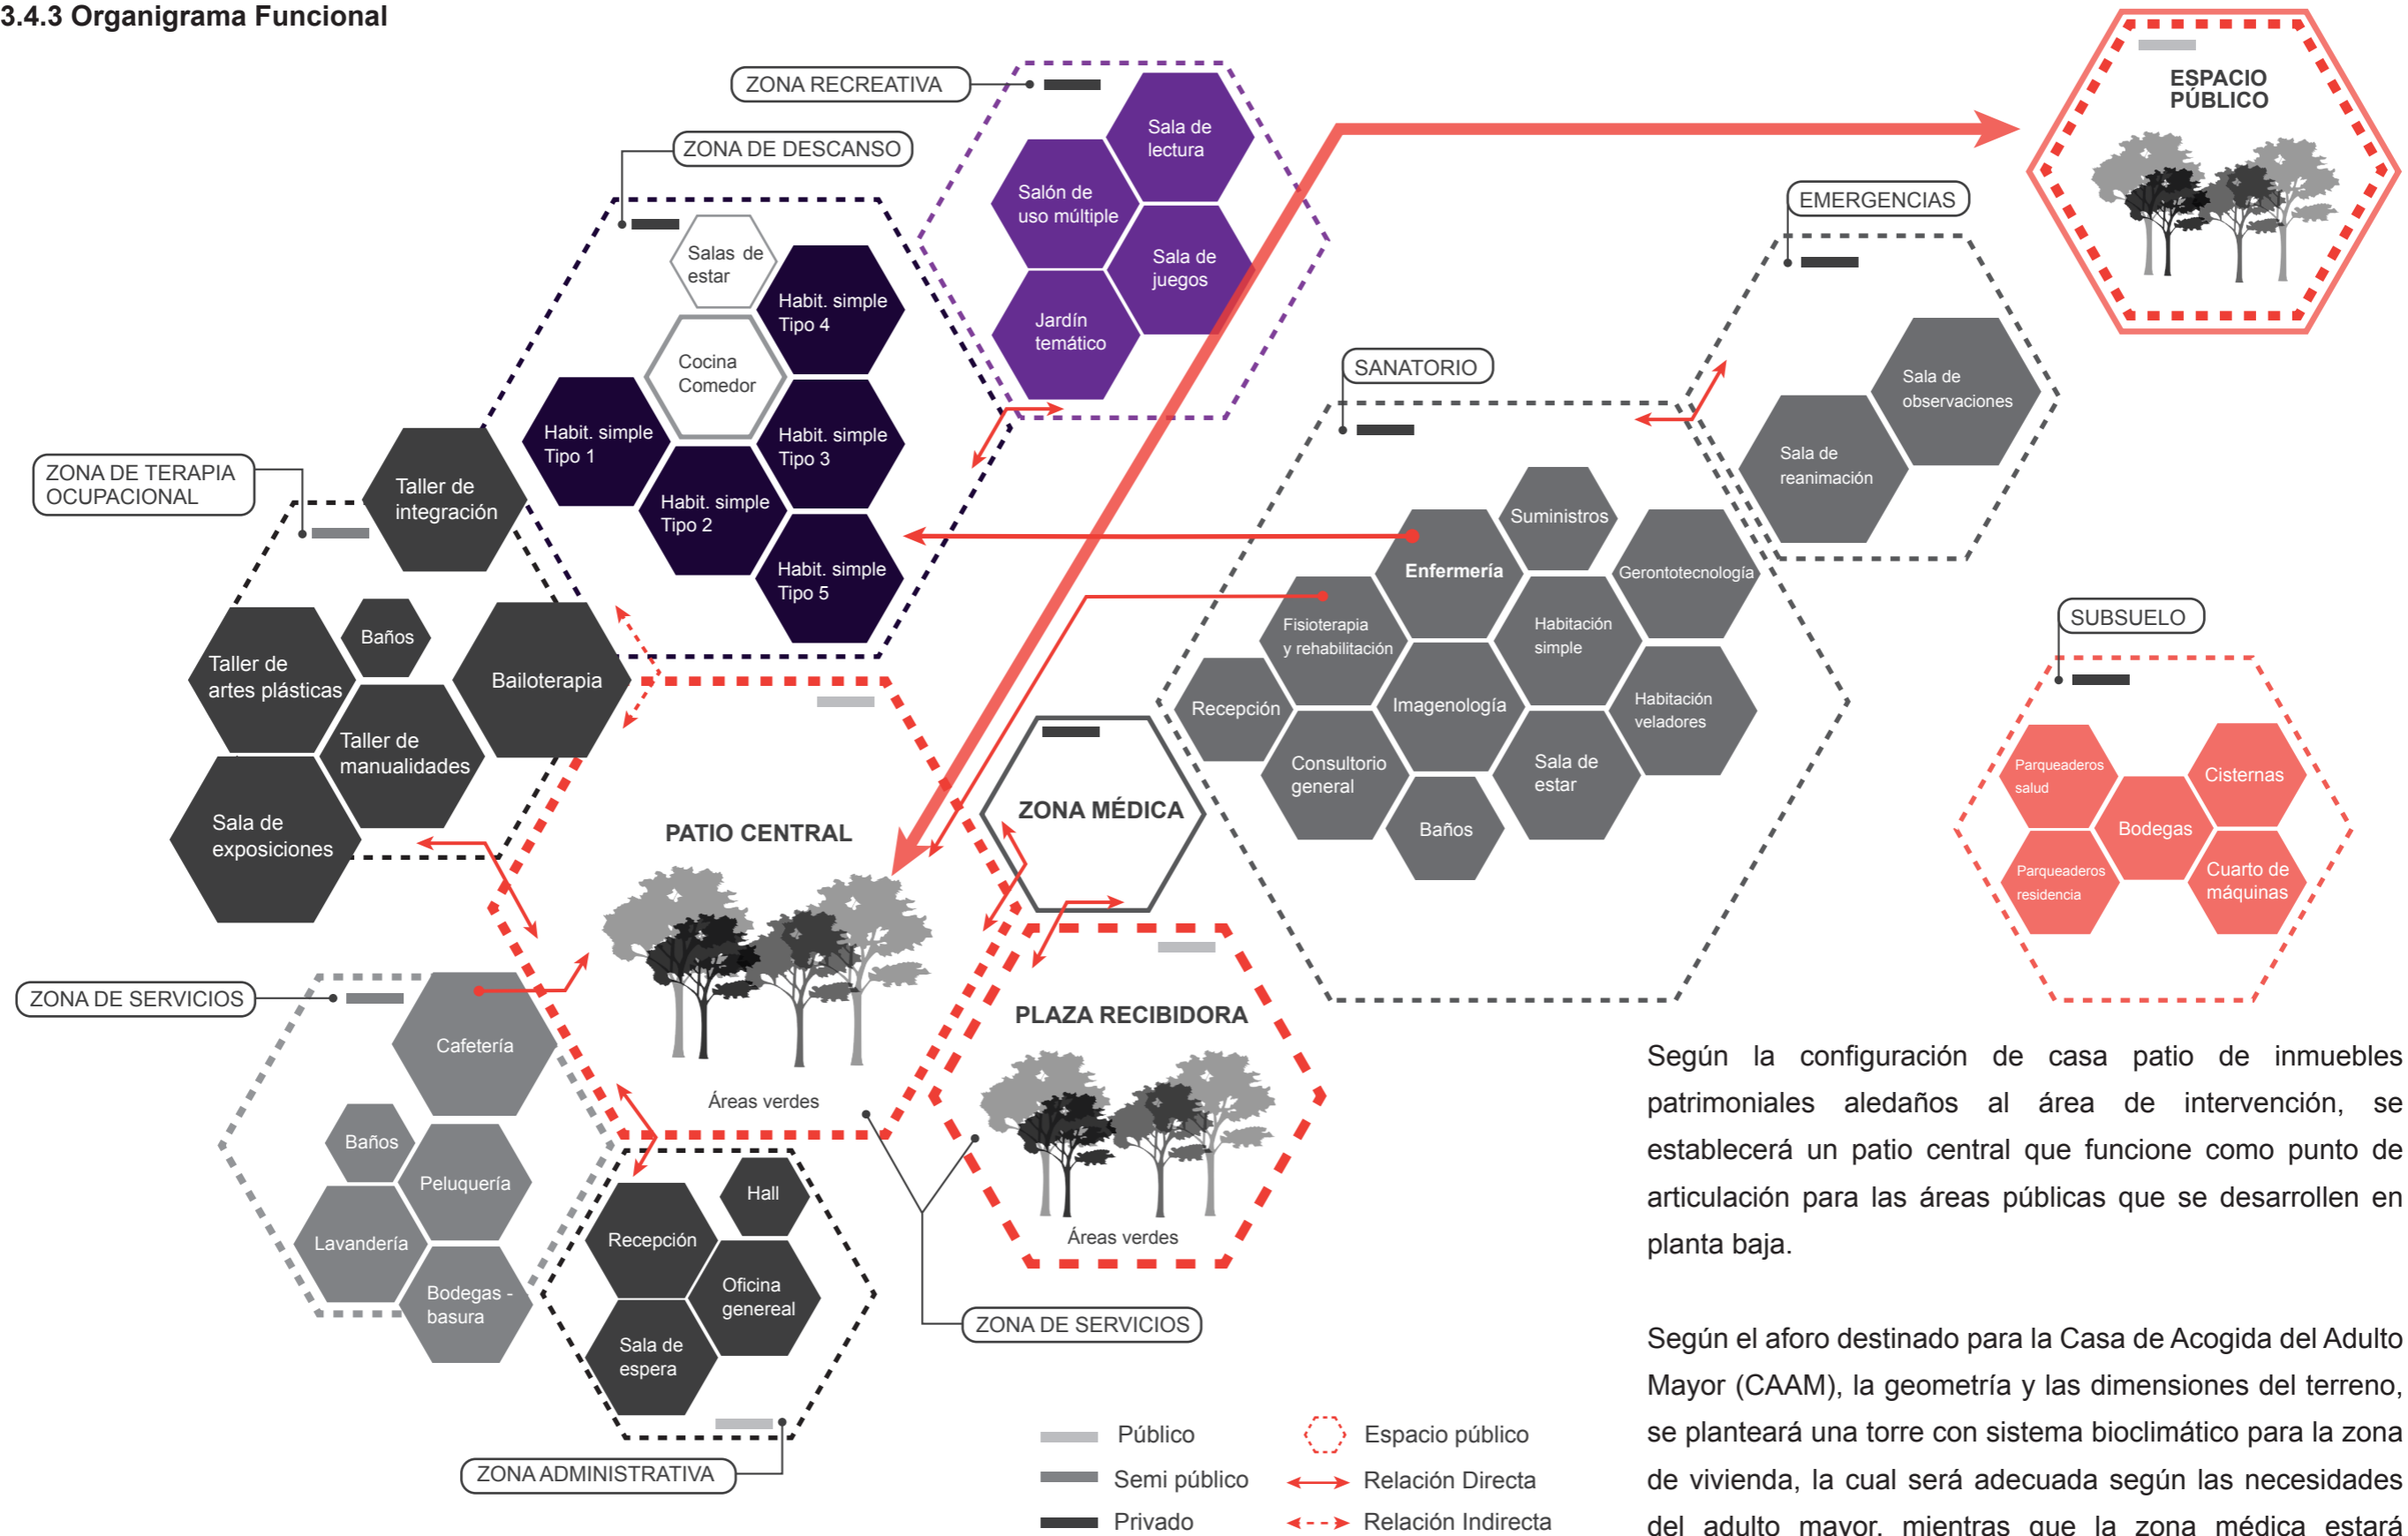 3.4.3 Organigrama Funcional
ZONA RECREATIVA
Sala de
lectura
Salón de
uso múltiple
Sala de
juegos
Jardín
temático
ESPACIO
PÚBLICO
ZONA DE DESCANSO
Salas de
estar
Habit. simple
Tipo 4
Cocina
Comedor
Habit. simple
Tipo 1
Habit. simple
Tipo 3
Habit. simple
Tipo 2
Habit. simple
Tipo 5
EMERGENCIAS
Sala de
observaciones
Sala de
reanimación
SANATORIO
Suministros
Enfermería
Gerontotecnología
Fisioterapia
y rehabilitación
Habitación
simple
Recepción
Imagenología
Habitación
veladores
Consultorio
general
Sala de
estar
Baños
ZONA DE TERAPIA
OCUPACIONAL
Taller de
integración
Baños
Taller de
artes plásticas
Bailoterapia
Taller de
manualidades
Sala de
exposiciones
SUBSUELO
Parqueaderos
salud
Cisternas
Bodegas
Parqueaderos
residencia
Cuarto de
máquinas
PATIO CENTRAL
Áreas verdes
ZONA MÉDICA
PLAZA RECIBIDORA
Áreas verdes
ZONA DE SERVICIOS
Cafetería
Baños
Peluquería
Lavandería
Bodegas -
basura
Hall
Recepción
Oficina
genereal
Sala de
espera
ZONA DE SERVICIOS
ZONA ADMINISTRATIVA
Público
Semi público
Privado
Espacio público
Relación Directa
Relación Indirecta
Según la configuración de casa patio de inmuebles
patrimoniales aledaños al área de intervención, se
establecerá un patio central que funcione como punto de
articulación para las áreas públicas que se desarrollen en
planta baja.
Según el aforo destinado para la Casa de Acogida del Adulto
Mayor (CAAM), la geometría y las dimensiones del terreno,
se planteará una torre con sistema bioclimático para la zona
de vivienda, la cual será adecuada según las necesidades
del adulto mayor, mientras que la zona médica estará